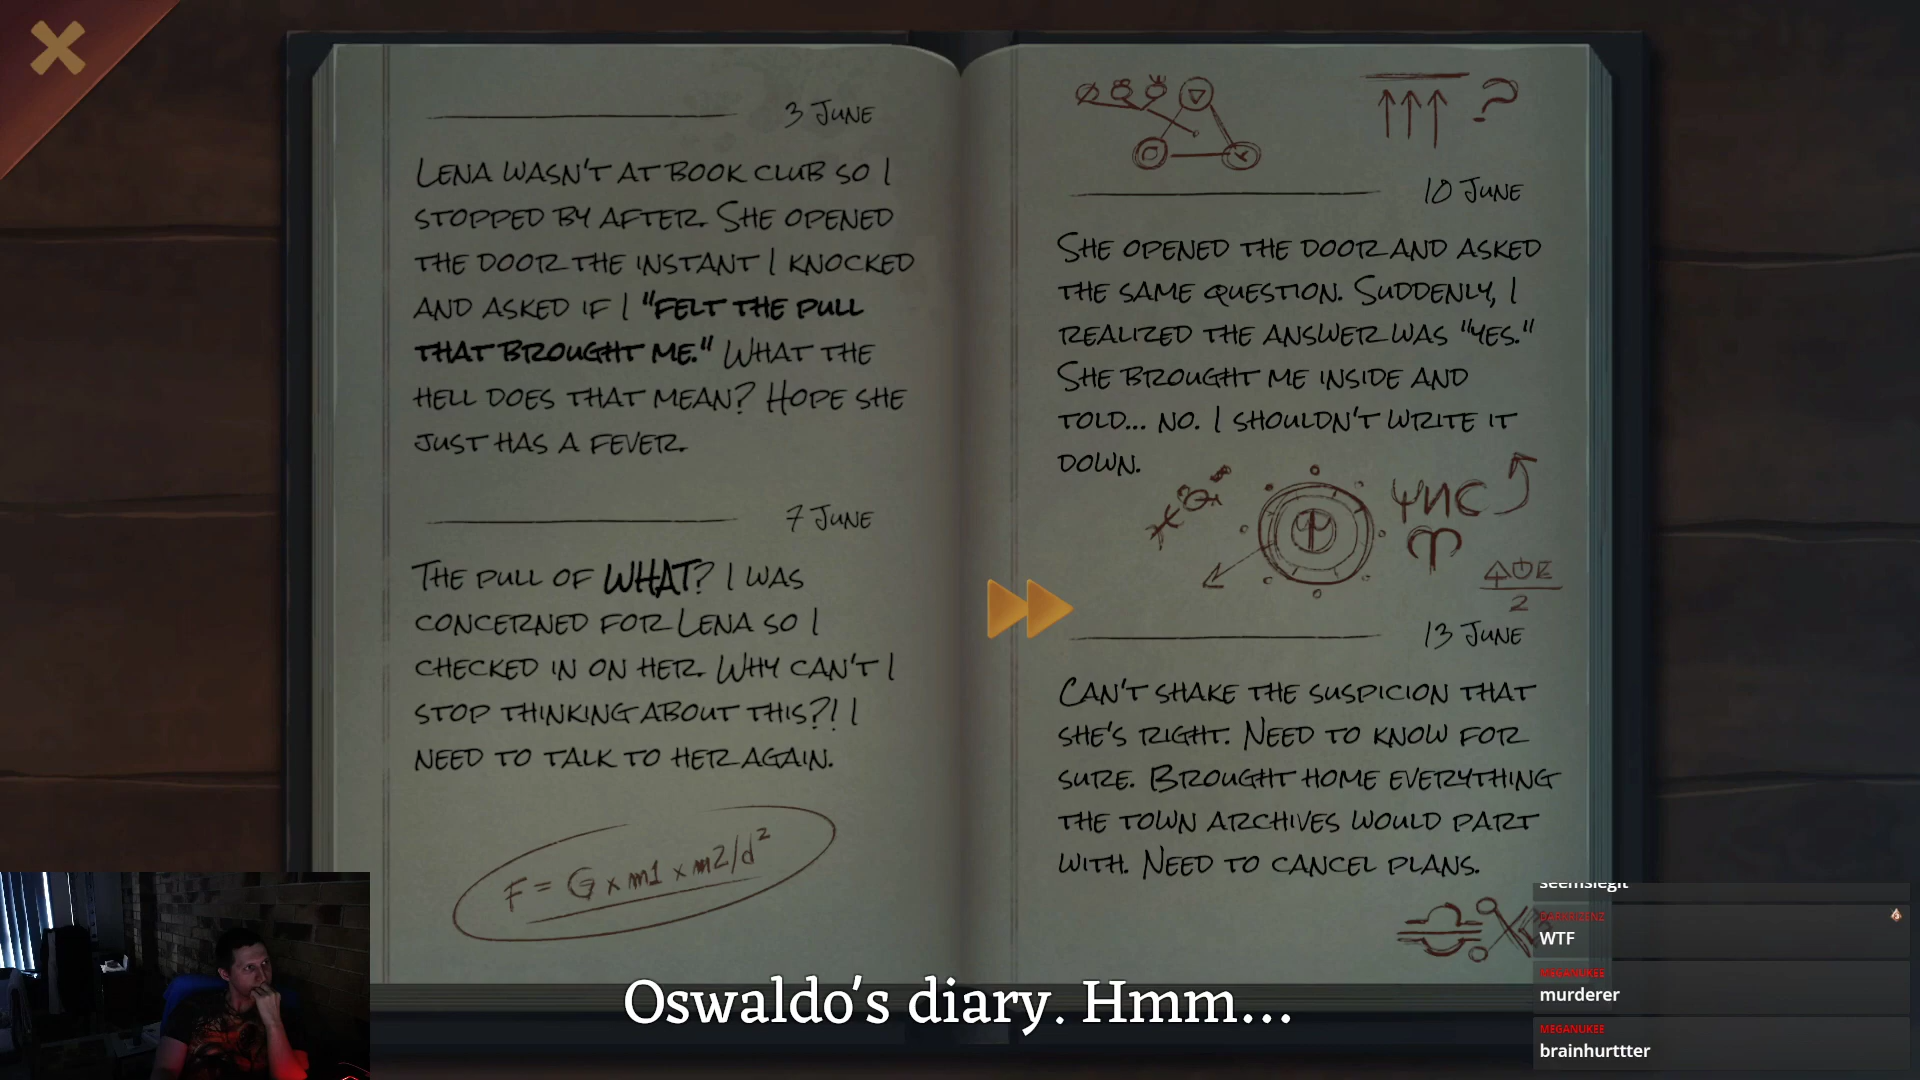 3 JUNE
LENA WASN'T AT BOOK CLUB SO I
STOPPED BY AFTER. SHE OPENED
THE DOOR THE INSTANT I KNOCKED
AND ASKED IF I "FELT THE PULL
THAT BROUGHT ME." WHAT THE
HELL DOES THAT MEAN? HOPE SHE
JUST HAS A FEVER.
7 JUNE
THE PULL OF WHAT? I WAS
CONCERNED FOR LENA SO I
CHECKED IN ON HER. WHY CAN'T I
STOP THINKING ABOUT THIS?! I
NEED TO TALK TO HER AGAIN.
F = G x m1 x m2/d²
?
10 JUNE
SHE OPENED THE DOOR AND ASKED
THE SAME QUESTION. SUDDENLY, I
REALIZED THE ANSWER WAS "YES."
SHE BROUGHT ME INSIDE AND
TOLD... NO. I SHOULDN'T WRITE IT
DOWN.
2
13 JUNE
CAN'T SHAKE THE SUSPICION THAT
SHE'S RIGHT. NEED TO KNOW FOR
SURE. BROUGHT HOME EVERYTHING
THE TOWN ARCHIVES WOULD PART
WITH. NEED TO CANCEL PLANS.
Oswaldo's diary. Hmm...
seemslegit
WTF
MEGANUKEE
murderer
MEGANUKEE
brainhurttter